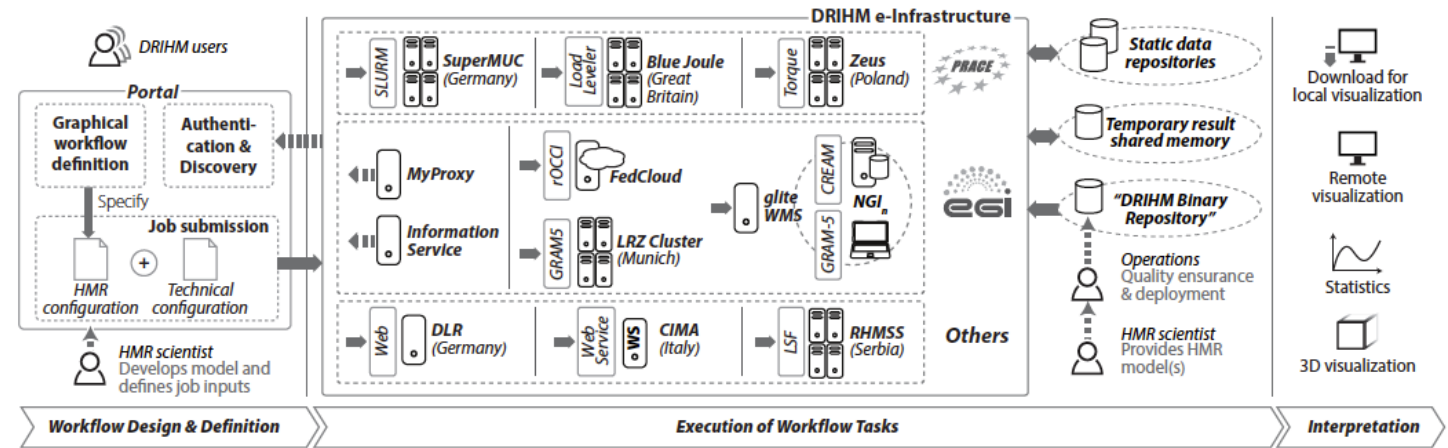 DRIHM users
Portal
Graphical
workflow
definition
Authenti-
cation &
Discovery
Specify
Job submission
+
HMR
configuration
Technical
configuration
HMR scientist
Develops model and
defines job inputs
DRIHM e-Infrastructure
SLURM
SuperMUC
(Germany)
Load
Leveler
Blue Joule
(Great
Britain)
Torque
Zeus
(Poland)
PRACE
MyProxy
Information
Service
rOCCI
FedCloud
GRAM5
LRZ Cluster
(Munich)
glite
WMS
CREAM
GRAM-5
NGIn
egi
Web
DLR
(Germany)
Web
Service
WS
CIMA
(Italy)
LSF
RHMSS
(Serbia)
Others
Static data
repositories
Temporary result
shared memory
“DRIHM Binary
Repository”
Operations
Quality ensurance
& deployment
HMR scientist
Provides HMR
model(s)
Download for
local visualization
Remote
visualization
Statistics
3D visualization
Workflow Design & Definition
Execution of Workflow Tasks
Interpretation